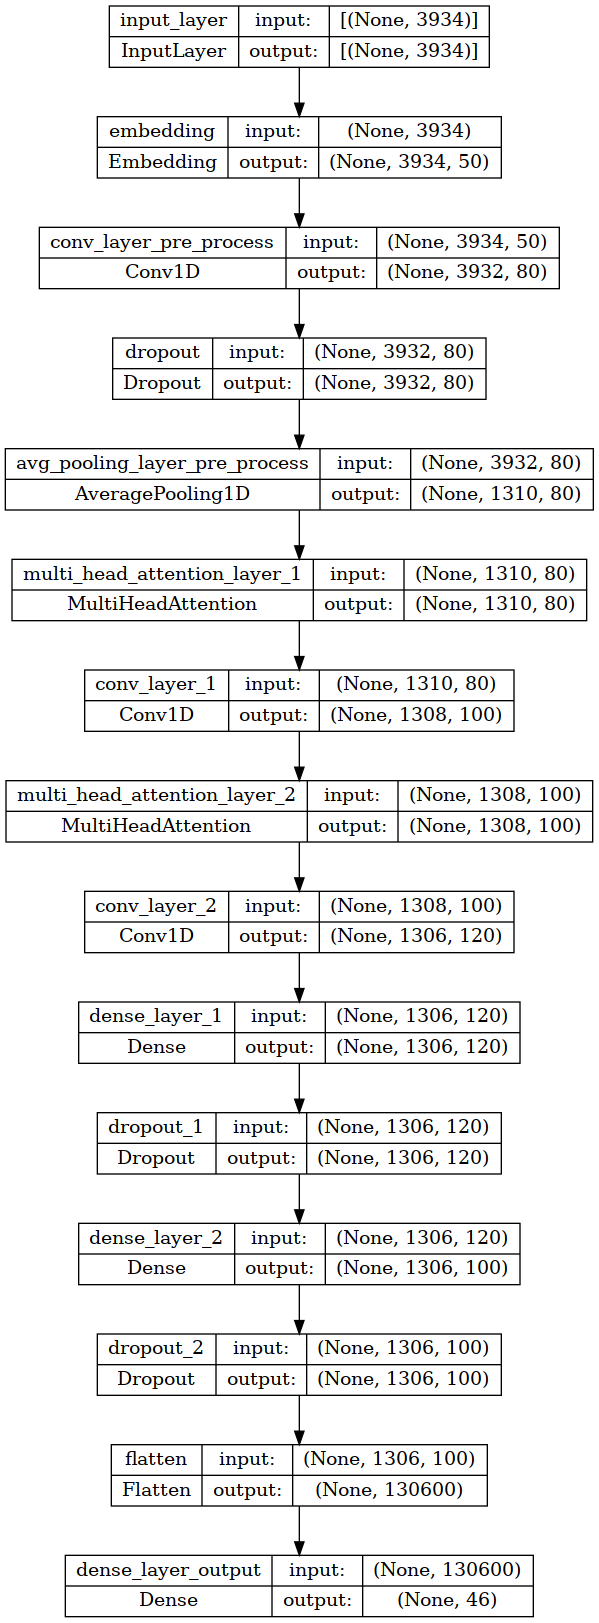 input_layer input: [(None, 3934)]
InputLayer output: [(None, 3934)]
embedding input: (None, 3934)
Embedding output: (None, 3934, 50)
conv_layer_pre_process input: (None, 3934, 50)
Conv1D output: (None, 3932, 80)
dropout input: (None, 3932, 80)
Dropout output: (None, 3932, 80)
avg_pooling_layer_pre_process input: (None, 3932, 80)
AveragePooling1D output: (None, 1310, 80)
multi_head_attention_layer_1 input: (None, 1310, 80)
MultiHeadAttention output: (None, 1310, 80)
conv_layer_1 input: (None, 1310, 80)
Conv1D output: (None, 1308, 100)
multi_head_attention_layer_2 input: (None, 1308, 100)
MultiHeadAttention output: (None, 1308, 100)
conv_layer_2 input: (None, 1308, 100)
Conv1D output: (None, 1306, 120)
dense_layer_1 input: (None, 1306, 120)
Dense output: (None, 1306, 120)
dropout_1 input: (None, 1306, 120)
Dropout output: (None, 1306, 120)
dense_layer_2 input: (None, 1306, 120)
Dense output: (None, 1306, 100)
dropout_2 input: (None, 1306, 100)
Dropout output: (None, 1306, 100)
flatten input: (None, 1306, 100)
Flatten output: (None, 130600)
dense_layer_output input: (None, 130600)
Dense output: (None, 46)